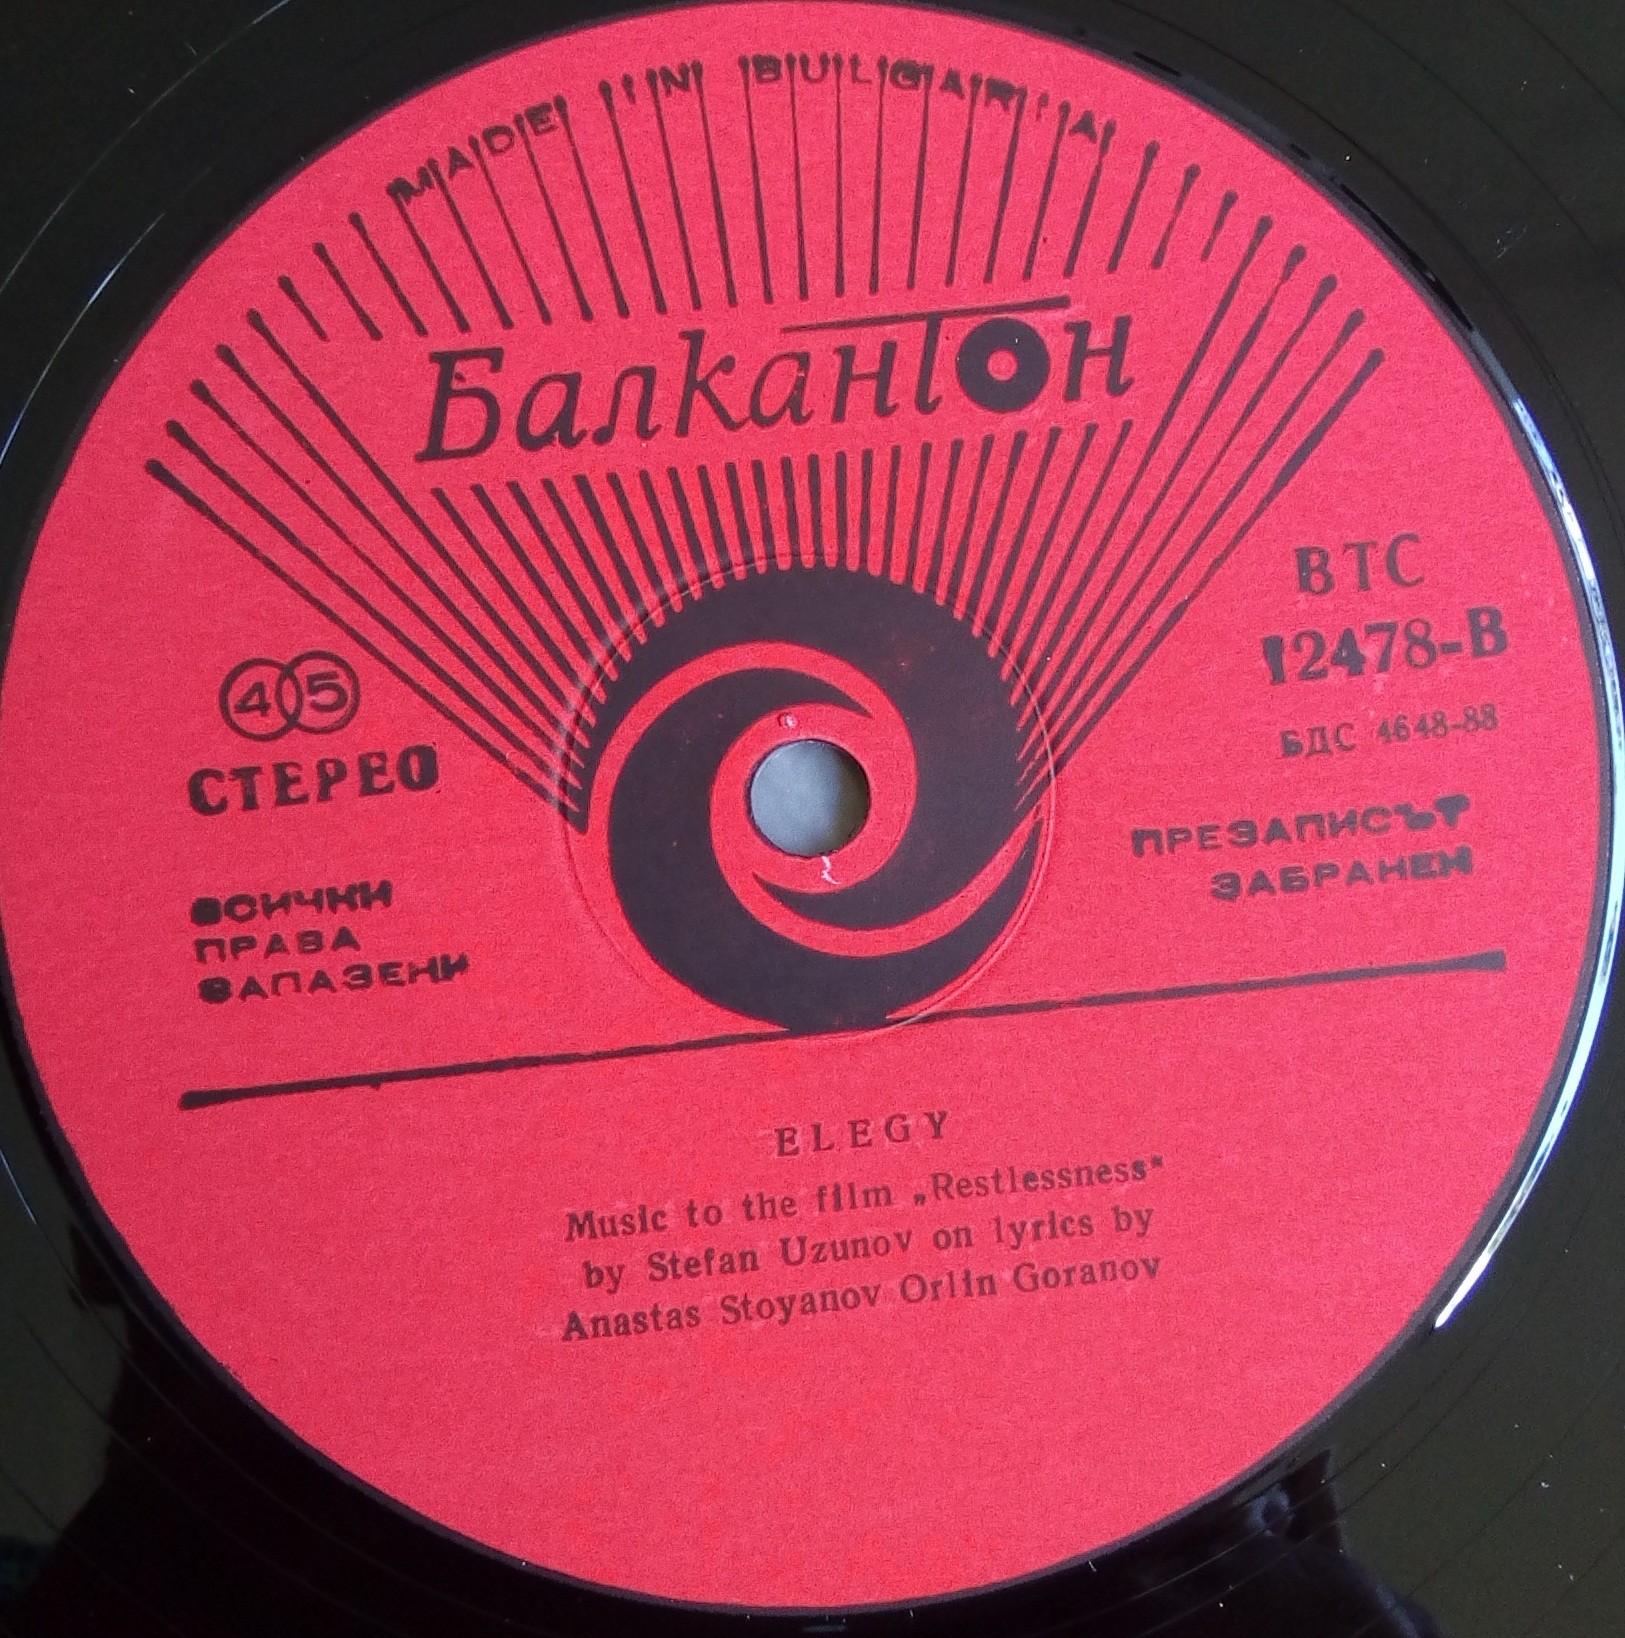 MADE IN BULGARIA
Балкантон
ВТС
12478-В
БДС 4648-88
45
СТЕРЕО
ПРЕЗАПИСЪТ
ЗАБРАНЕН
ВСИЧКИ
ПРАВА
ЗАПАЗЕНИ
ELEGY
Music to the film „Restlessness“
by Stefan Uzunov on lyrics by
Anastas Stoyanov Orlin Goranov